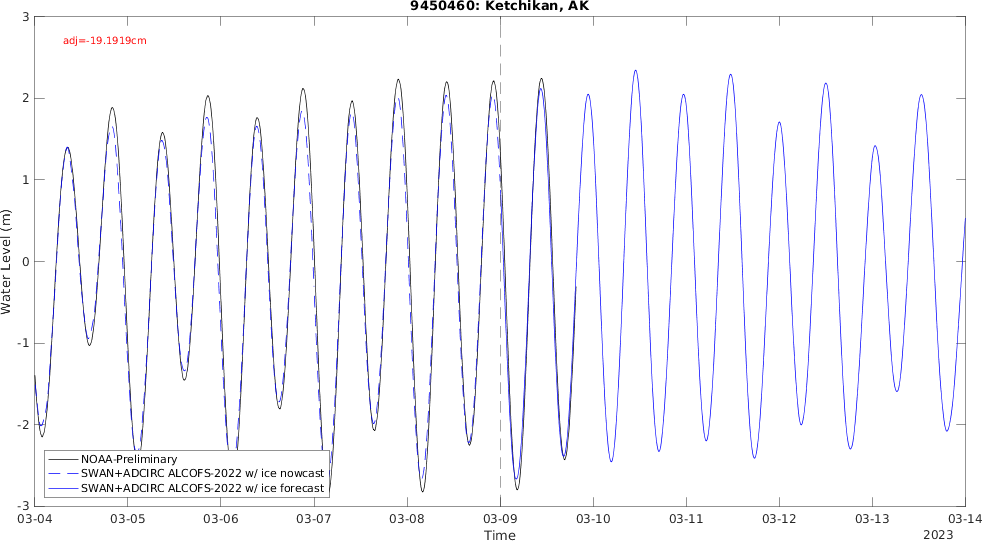 9450460: Ketchikan, AK
adj=-19.1919cm
Water Level (m)
3
2
1
0
-1
-2
-3
NOAA-Preliminary
SWAN+ADCIRC ALCOFS-2022 w/ ice nowcast
SWAN+ADCIRC ALCOFS-2022 w/ ice forecast
03-04 03-05 03-06 03-07 03-08 03-09 03-10 03-11 03-12 03-13 03-14
Time
2023